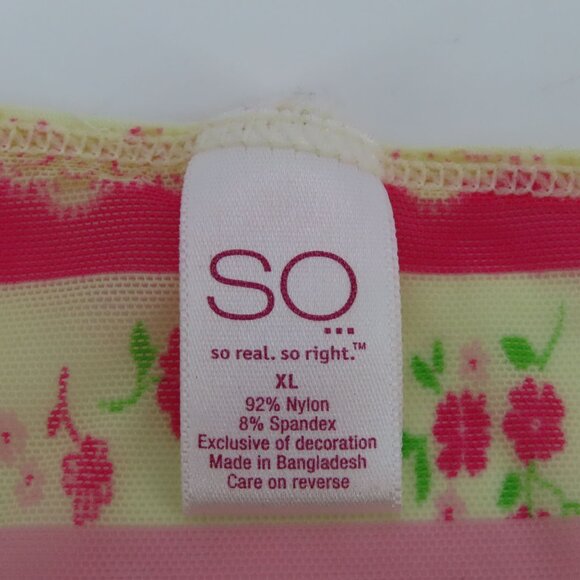 SO...
so real. so right.™
XL
92% Nylon
8% Spandex
Exclusive of decoration
Made in Bangladesh
Care on reverse